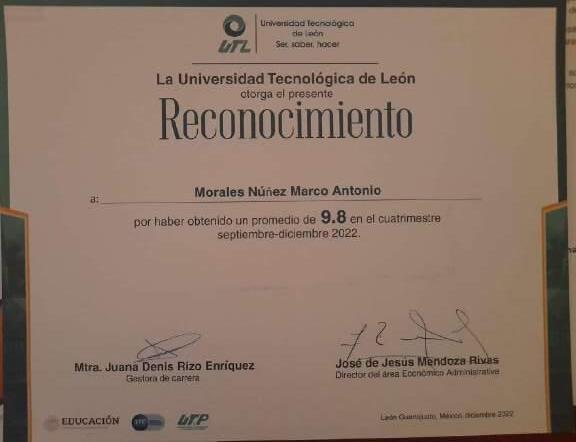 Universidad Tecnológica
de León
UTL
Ser, saber, hacer
La Universidad Tecnológica de León
otorga el presente
Reconocimiento
a: Morales Núñez Marco Antonio
por haber obtenido un promedio de 9.8 en el cuatrimestre
septiembre-diciembre 2022.
Mtra. Juana Denis Rizo Enríquez
Gestora de carrera
José de Jesús Mendoza Rivas
Director del área Económico Administrativa
EDUCACIÓN
UTP
León Guanajuato, México, diciembre 2022